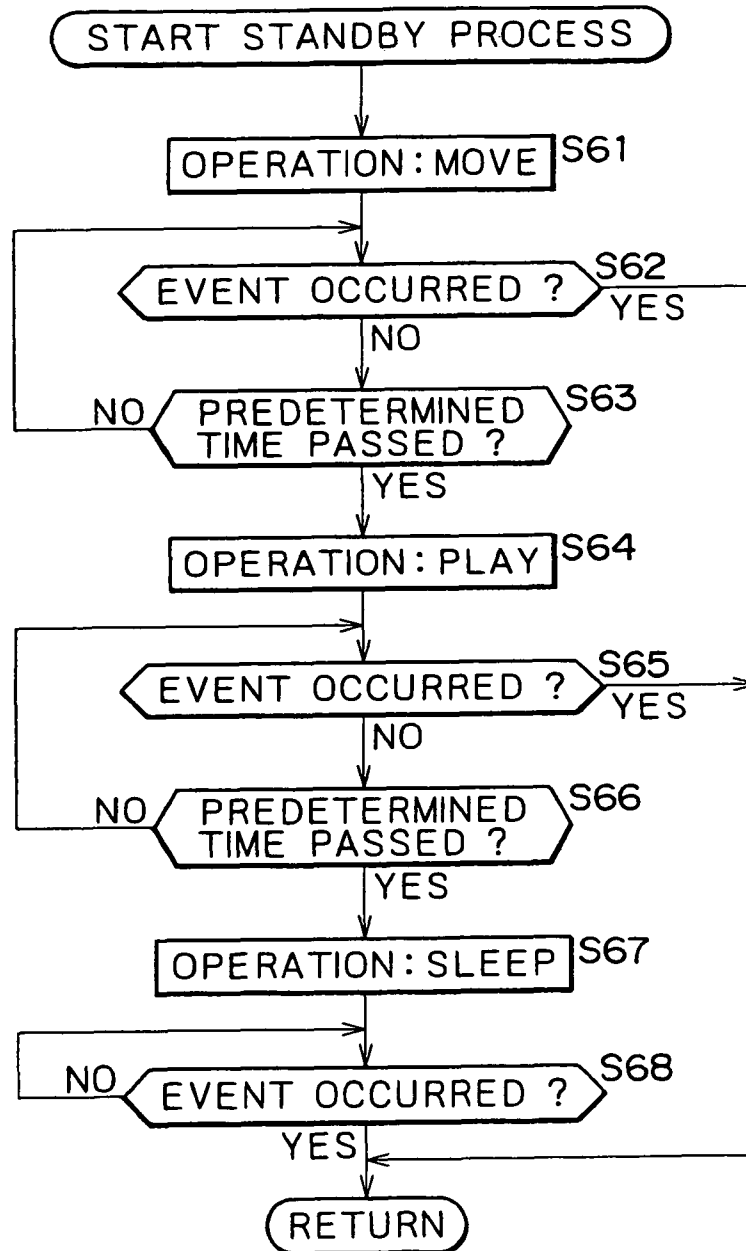 START STANDBY PROCESS
OPERATION : MOVE S61
EVENT OCCURRED ? S62
YES
NO
PREDETERMINED
TIME PASSED ? S63
NO
YES
OPERATION : PLAY S64
EVENT OCCURRED ? S65
YES
NO
PREDETERMINED
TIME PASSED ? S66
NO
YES
OPERATION : SLEEP S67
EVENT OCCURRED ? S68
NO
YES
RETURN